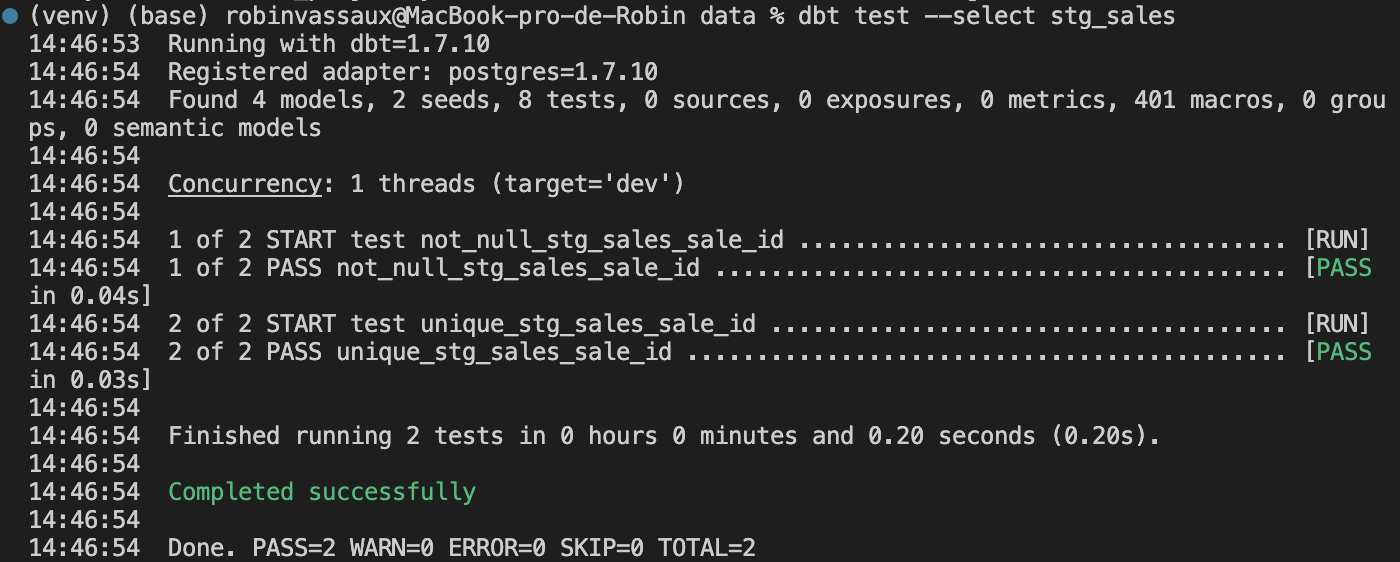 (venv) (base) robinvassaux@MacBook-pro-de-Robin data % dbt test --select stg_sales
14:46:53  Running with dbt=1.7.10
14:46:54  Registered adapter: postgres=1.7.10
14:46:54  Found 4 models, 2 seeds, 8 tests, 0 sources, 0 exposures, 0 metrics, 401 macros, 0 grou
ps, 0 semantic models
14:46:54
14:46:54  Concurrency: 1 threads (target='dev')
14:46:54
14:46:54  1 of 2 START test not_null_stg_sales_sale_id ................................... [RUN]
14:46:54  1 of 2 PASS not_null_stg_sales_sale_id ......................................... [PASS
in 0.04s]
14:46:54  2 of 2 START test unique_stg_sales_sale_id ..................................... [RUN]
14:46:54  2 of 2 PASS unique_stg_sales_sale_id ........................................... [PASS
in 0.03s]
14:46:54
14:46:54  Finished running 2 tests in 0 hours 0 minutes and 0.20 seconds (0.20s).
14:46:54
14:46:54  Completed successfully
14:46:54
14:46:54  Done. PASS=2 WARN=0 ERROR=0 SKIP=0 TOTAL=2